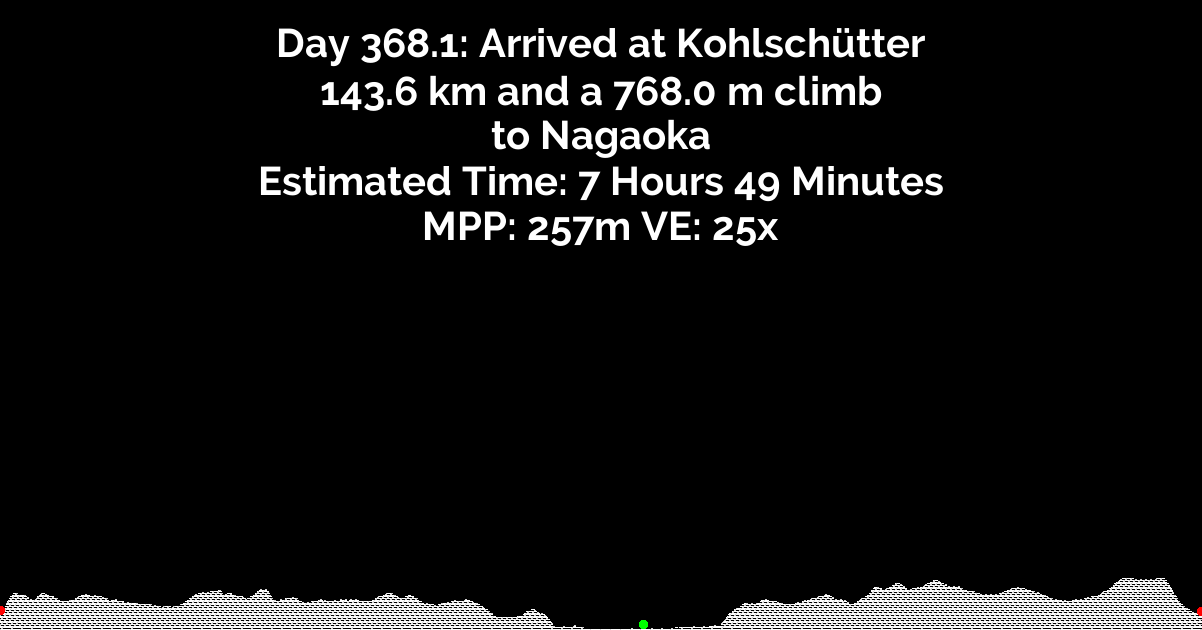 Day 368.1: Arrived at Kohlschütter
143.6 km and a 768.0 m climb
to Nagaoka
Estimated Time: 7 Hours 49 Minutes
MPP: 257m VE: 25x